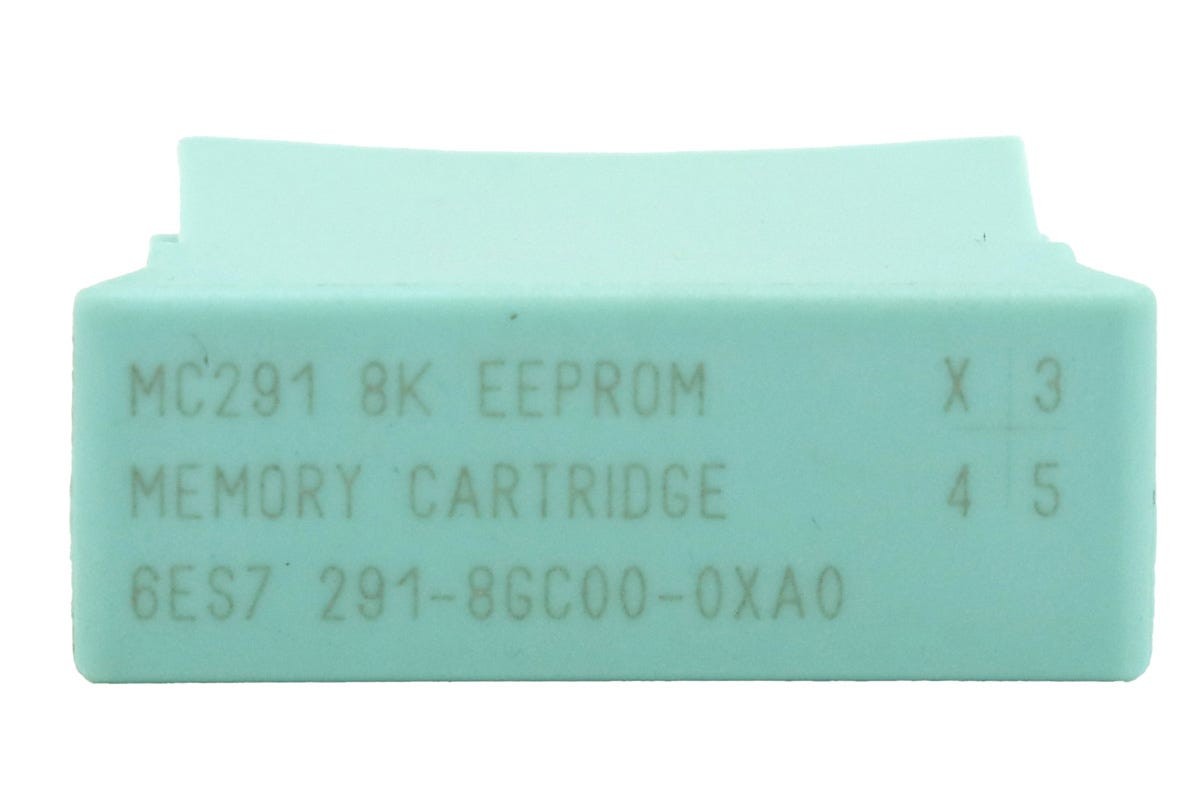 MC291 8K EEPROM
MEMORY CARTRIDGE
6ES7 291-8GC00-0XA0
X 3
4 5